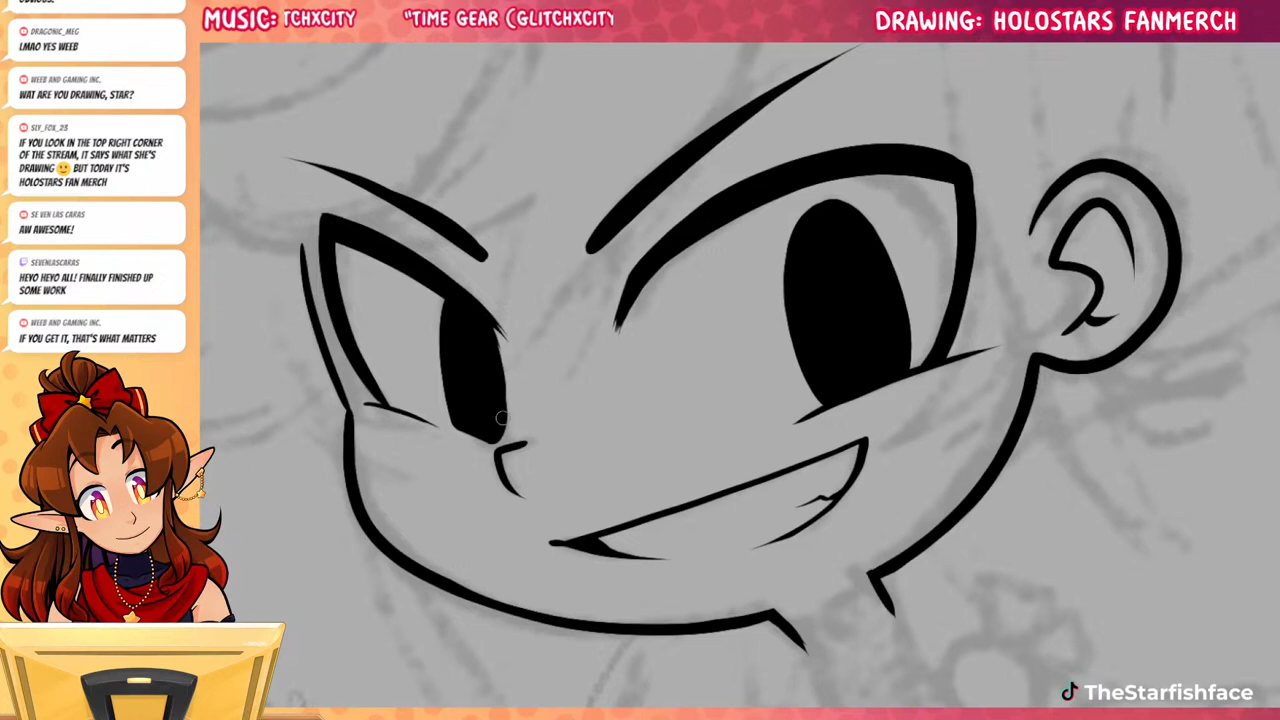 MUSIC: TCHXCITY "TIME GEAR (GLITCHXCITY
DRAWING: HOLOSTARS FANMERCH
DRAGONIC_MEG
LMAO YES WEEB
WEEB AND GAMING INC.
WAT ARE YOU DRAWING, STAR?
SLY_FOX_23
IF YOU LOOK IN THE TOP RIGHT CORNER
OF THE STREAM, IT SAYS WHAT SHE'S
DRAWING 🙂 BUT TODAY IT'S
HOLOSTARS FAN MERCH
SE VEN LAS CARAS
AW AWESOME!
SEVENLASCARAS
HEYO HEYO ALL! FINALLY FINISHED UP
SOME WORK
WEEB AND GAMING INC.
IF YOU GET IT, THAT'S WHAT MATTERS
TheStarfishface